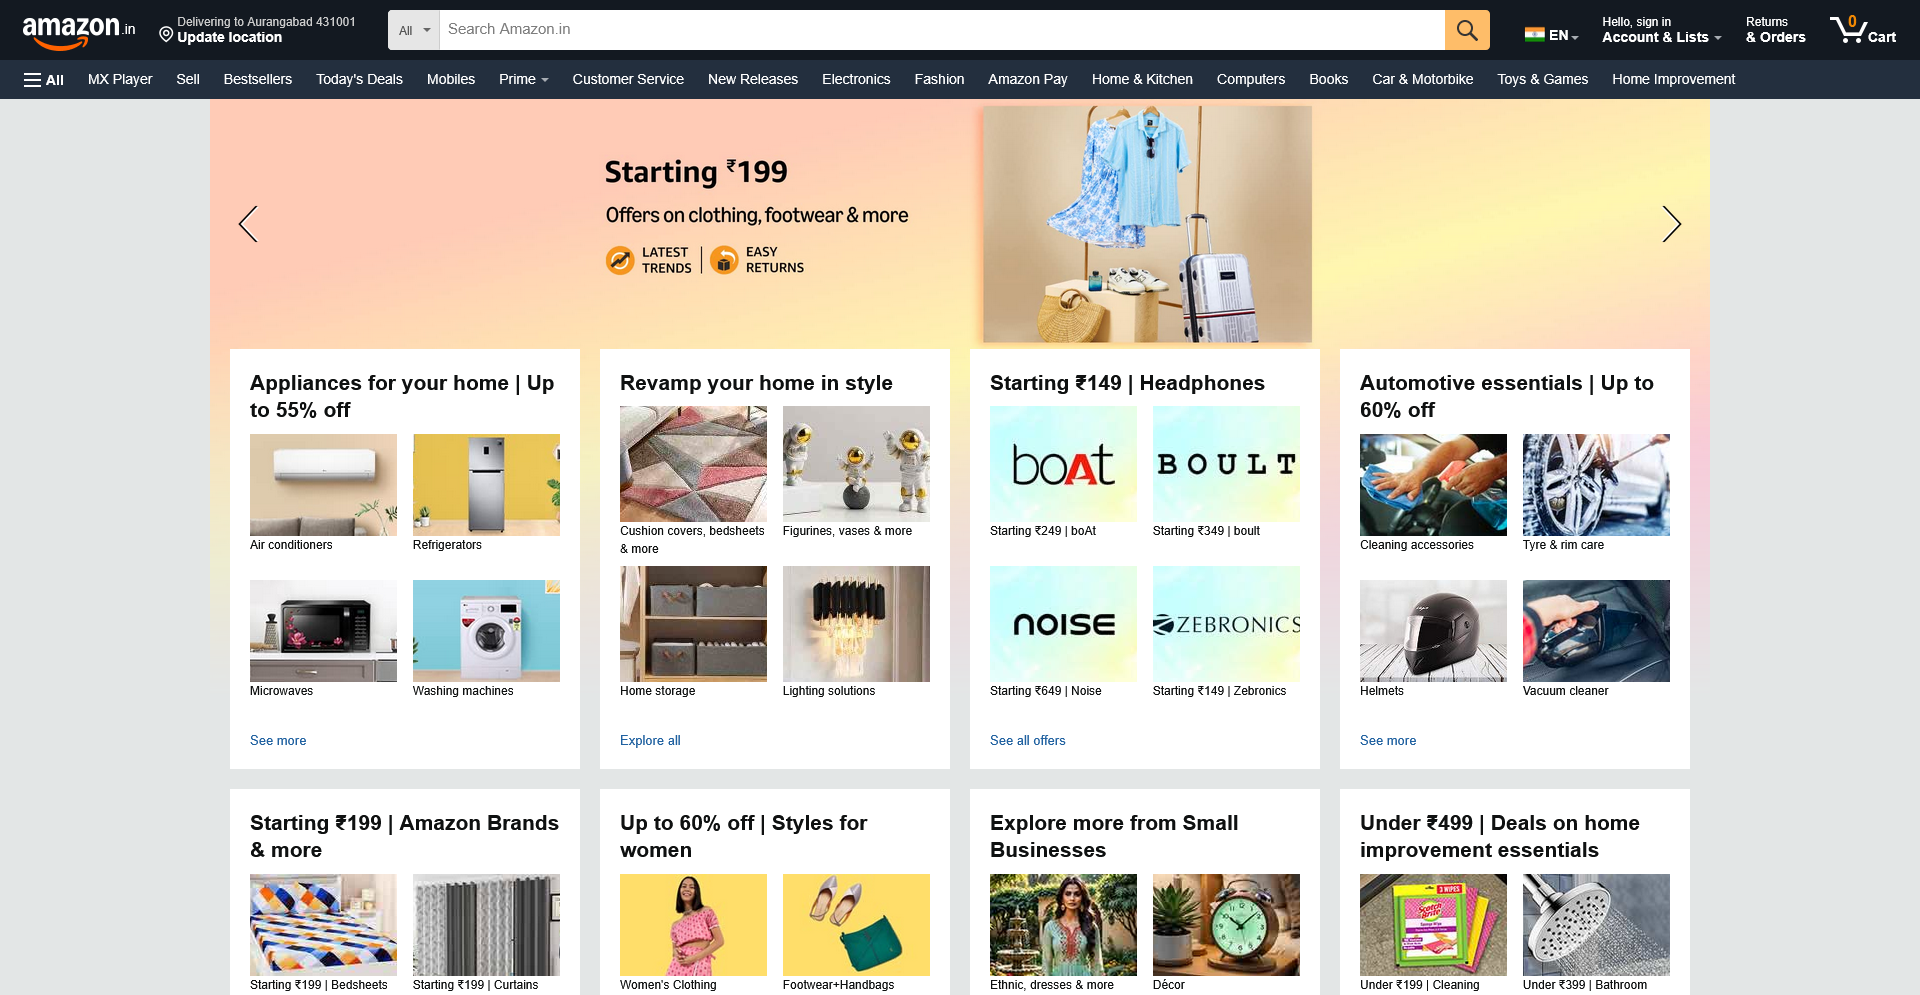 amazon.in
Delivering to Aurangabad 431001
Update location
All
Search Amazon.in
EN
Hello, sign in
Account & Lists
Returns
& Orders
0
Cart
All
MX Player
Sell
Bestsellers
Today's Deals
Mobiles
Prime
Customer Service
New Releases
Electronics
Fashion
Amazon Pay
Home & Kitchen
Computers
Books
Car & Motorbike
Toys & Games
Home Improvement
Starting ₹199
Offers on clothing, footwear & more
LATEST
TRENDS
EASY
RETURNS
Appliances for your home | Up
to 55% off
Air conditioners
Refrigerators
Microwaves
Washing machines
See more
Revamp your home in style
Cushion covers, bedsheets
& more
Figurines, vases & more
Home storage
Lighting solutions
Explore all
Starting ₹149 | Headphones
boAt
BOULT
Starting ₹249 | boAt
Starting ₹349 | boult
NOISE
ZEBRONICS
Starting ₹649 | Noise
Starting ₹149 | Zebronics
See all offers
Automotive essentials | Up to
60% off
Cleaning accessories
Tyre & rim care
Helmets
Vacuum cleaner
See more
Starting ₹199 | Amazon Brands
& more
Starting ₹199 | Bedsheets
Starting ₹199 | Curtains
Up to 60% off | Styles for
women
Women's Clothing
Footwear+Handbags
Explore more from Small
Businesses
Ethnic, dresses & more
Décor
Under ₹499 | Deals on home
improvement essentials
3 WIPES
Scotch
Brite
Under ₹199 | Cleaning
Under ₹399 | Bathroom